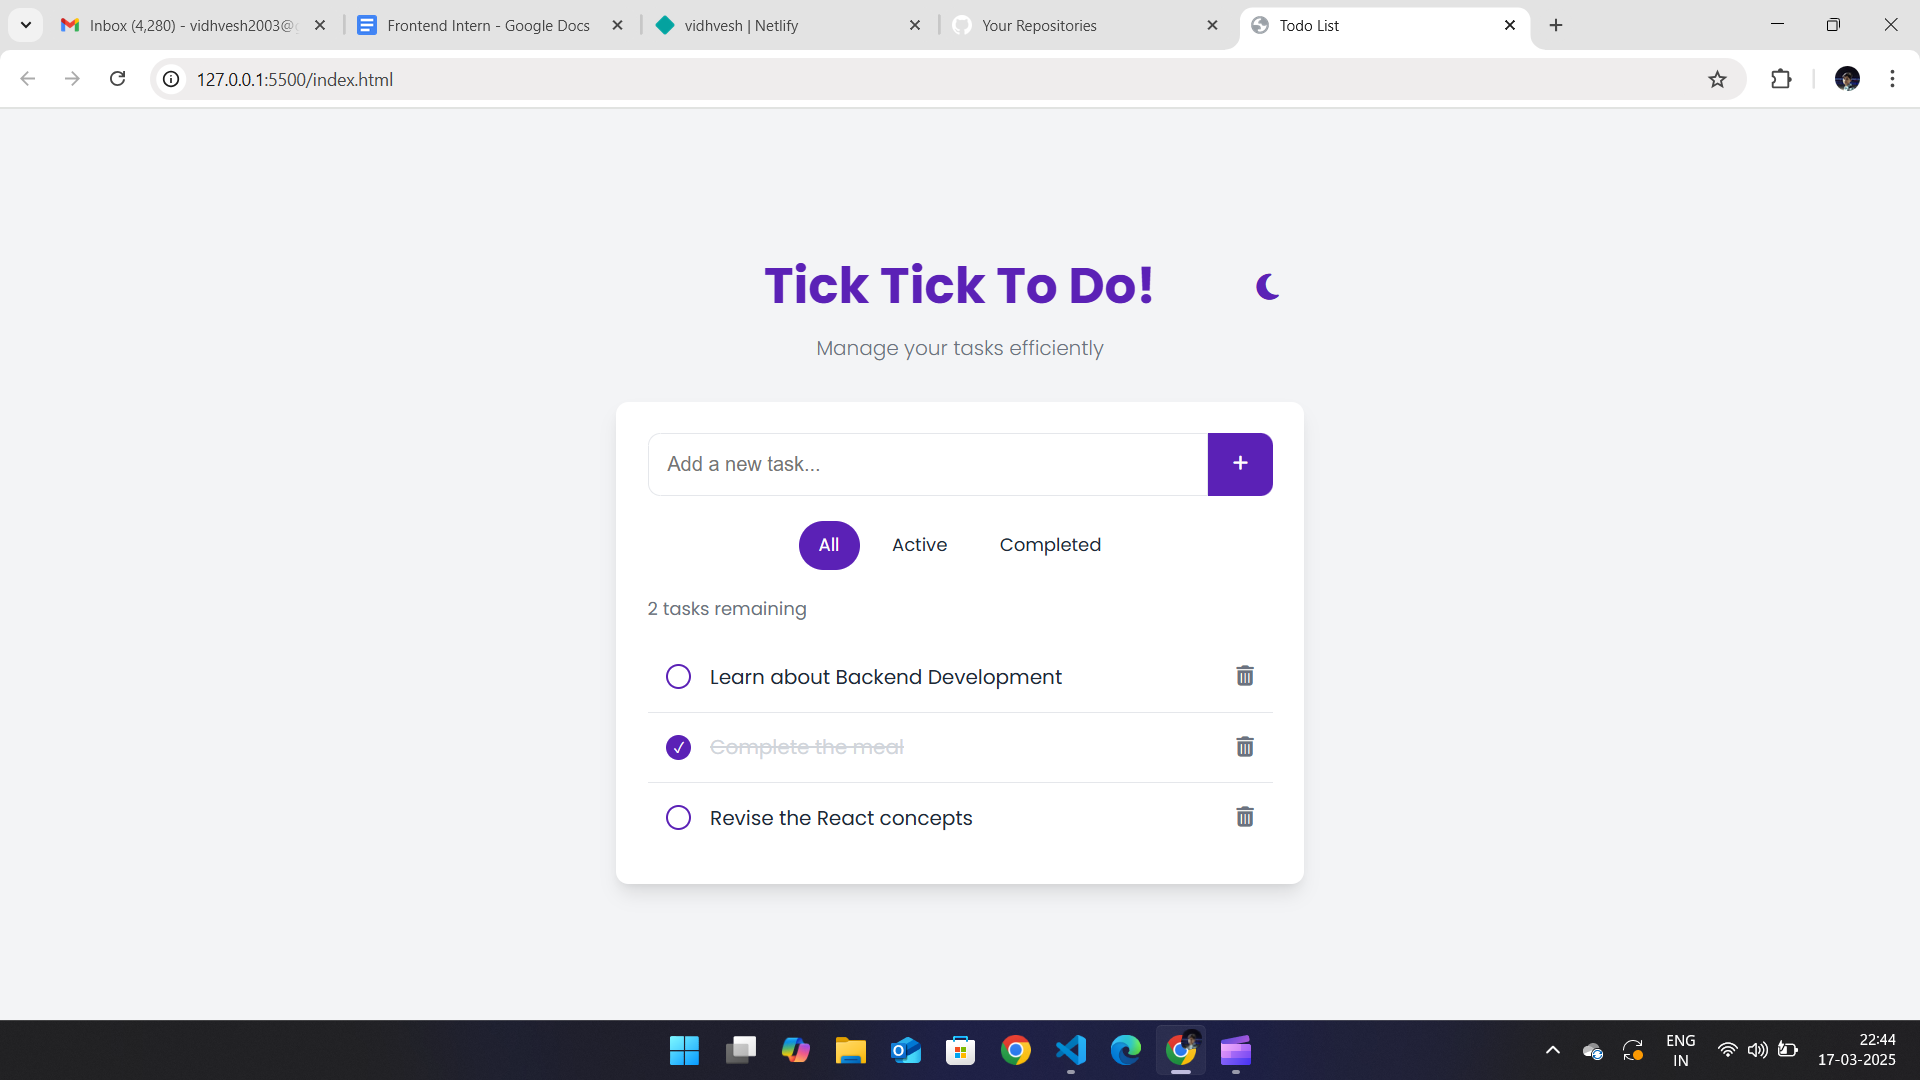 Inbox (4,280) - vidhvesh2003@g
Frontend Intern - Google Docs
vidhvesh | Netlify
Your Repositories
Todo List
127.0.0.1:5500/index.html
Tick Tick To Do!
Manage your tasks efficiently
Add a new task...
+
All
Active
Completed
2 tasks remaining
Learn about Backend Development
Complete the meal
Revise the React concepts
ENG
IN
22:44
17-03-2025